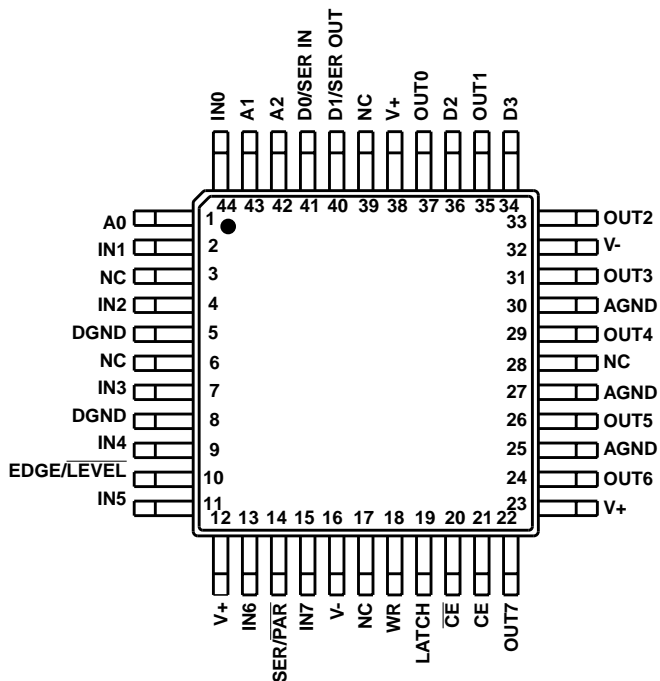 IN0
A1
A2
D0/SER IN
D1/SER OUT
NC
V+
OUT0
D2
OUT1
D3
44
43
42
41
40
39
38
37
36
35
34
A0
IN1
NC
IN2
DGND
NC
IN3
DGND
IN4
EDGE/LEVEL
IN5
1
2
3
4
5
6
7
8
9
10
11
33
32
31
30
29
28
27
26
25
24
23
OUT2
V-
OUT3
AGND
OUT4
NC
AGND
OUT5
AGND
OUT6
V+
12
13
14
15
16
17
18
19
20
21
22
V+
IN6
SER/PAR
IN7
V-
NC
WR
LATCH
CE
CE
OUT7